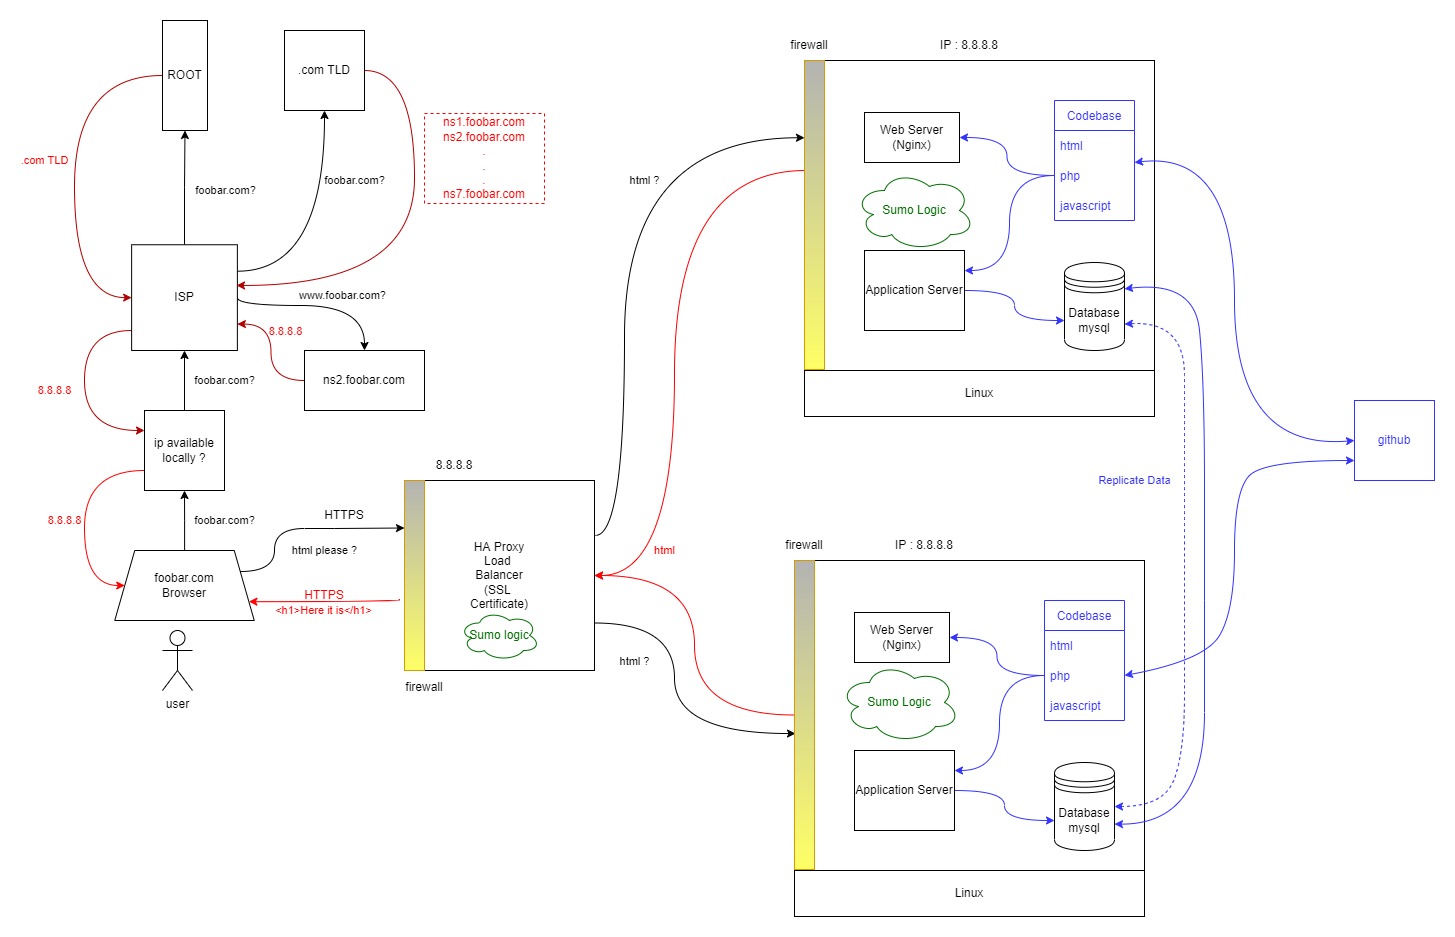 ROOT
.com TLD
ns1.foobar.com
ns2.foobar.com
.
.
.
ns7.foobar.com
.com TLD
foobar.com?
foobar.com?
ISP
www.foobar.com?
8.8.8.8
ns2.foobar.com
foobar.com?
8.8.8.8
ip available
locally ?
8.8.8.8
foobar.com?
foobar.com
Browser
user
HTTPS
html please ?
HTTPS
<h1>Here it is</h1>
8.8.8.8
HA Proxy
Load
Balancer
(SSL
Certificate)
Sumo logic
firewall
html ?
html
html ?
firewall
IP : 8.8.8.8
Web Server
(Nginx)
Sumo Logic
Application Server
Codebase
html
php
javascript
Database
mysql
Linux
github
Replicate Data
firewall
IP : 8.8.8.8
Web Server
(Nginx)
Sumo Logic
Application Server
Codebase
html
php
javascript
Database
mysql
Linux